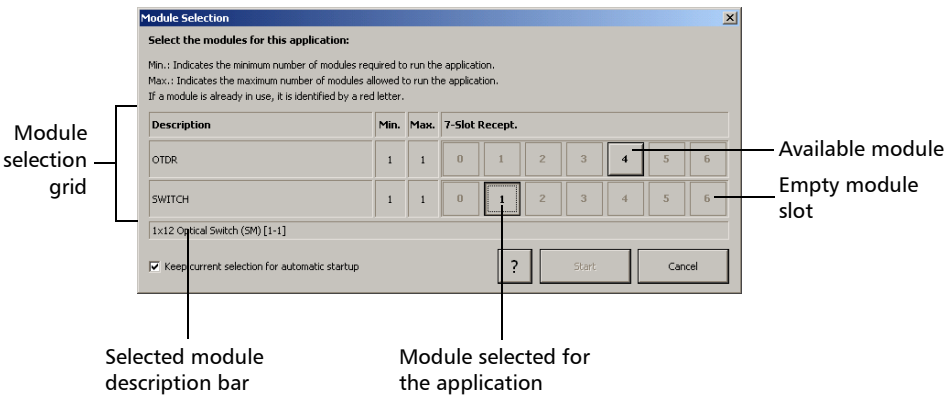 Module Selection
Select the modules for this application:
Min.: Indicates the minimum number of modules required to run the application.
Max.: Indicates the maximum number of modules allowed to run the application.
If a module is already in use, it is identified by a red letter.
Description Min. Max. 7-Slot Recept.
OTDR 1 1 0 1 2 3 4 5 6
SWITCH 1 1 0 1 2 3 4 5 6
1x12 Optical Switch (SM) [1-1]
Keep current selection for automatic startup
? Start Cancel
Module
selection
grid
Available module
Empty module
slot
Selected module
description bar
Module selected for
the application